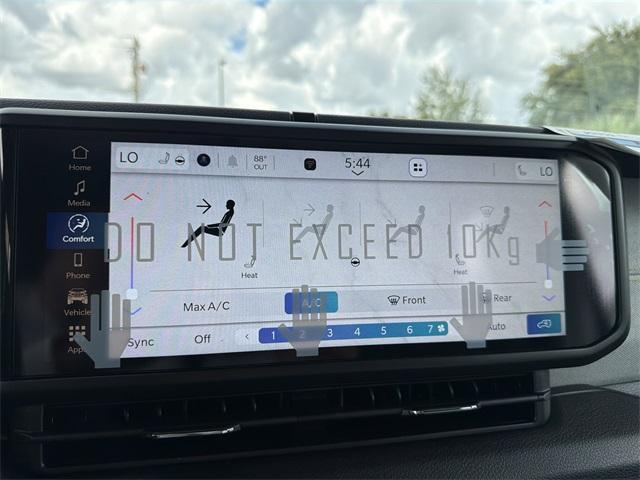 LO
88°
OUT
5:44
LO
Home
Media
Comfort
Phone
Vehicle
Apps
DO NOT EXCEED 10Kg
Heat
Heat
Max A/C
A/C
Front
Rear
Sync
Off
< 1 2 3 4 5 6 7
Auto